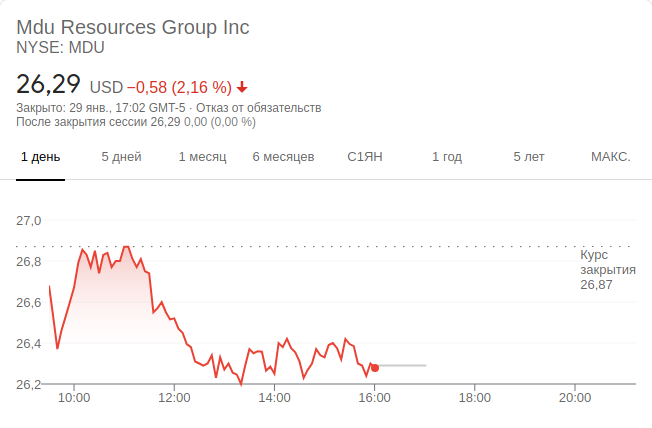 Mdu Resources Group Inc
NYSE: MDU
26,29 USD −0,58 (2,16 %)
Закрыто: 29 янв., 17:02 GMT-5 · Отказ от обязательств
После закрытия сессии 26,29 0,00 (0,00 %)
1 день 5 дней 1 месяц 6 месяцев С1ЯН 1 год 5 лет МАКС.
27,0
26,8
26,6
26,4
26,2
Курс
закрытия
26,87
10:00 12:00 14:00 16:00 18:00 20:00